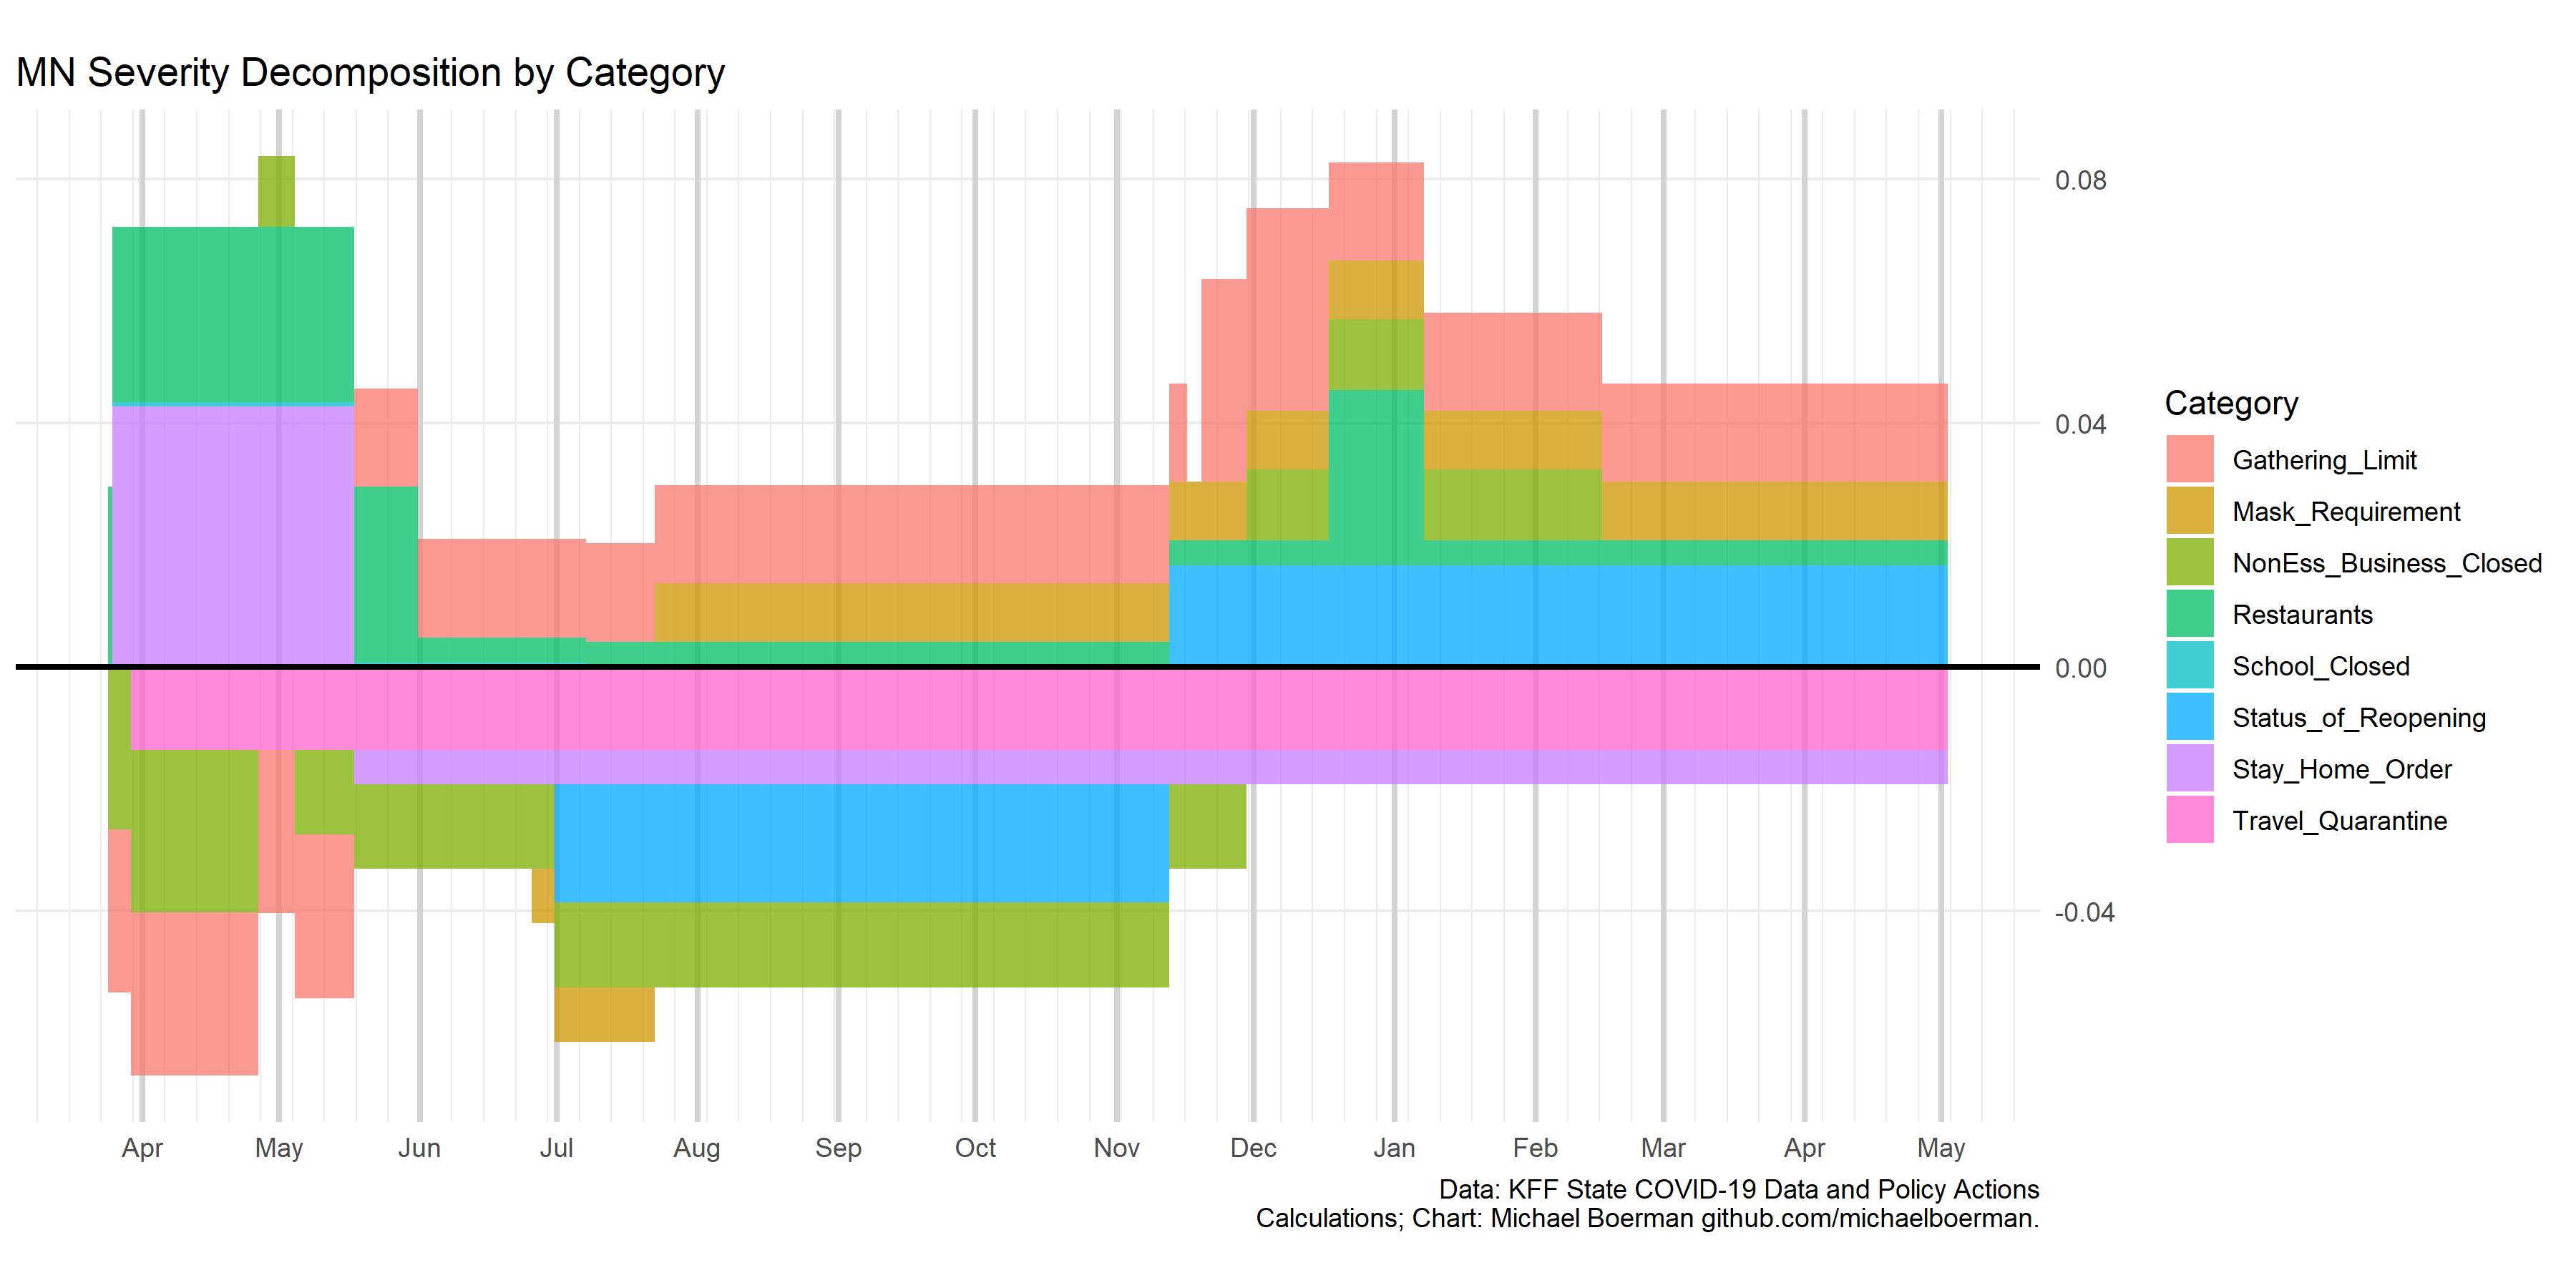 MN Severity Decomposition by Category
0.08
0.04
0.00
-0.04
Apr May Jun Jul Aug Sep Oct Nov Dec Jan Feb Mar Apr May
Category
Gathering_Limit
Mask_Requirement
NonEss_Business_Closed
Restaurants
School_Closed
Status_of_Reopening
Stay_Home_Order
Travel_Quarantine
Data: KFF State COVID-19 Data and Policy Actions
Calculations; Chart: Michael Boerman github.com/michaelboerman.